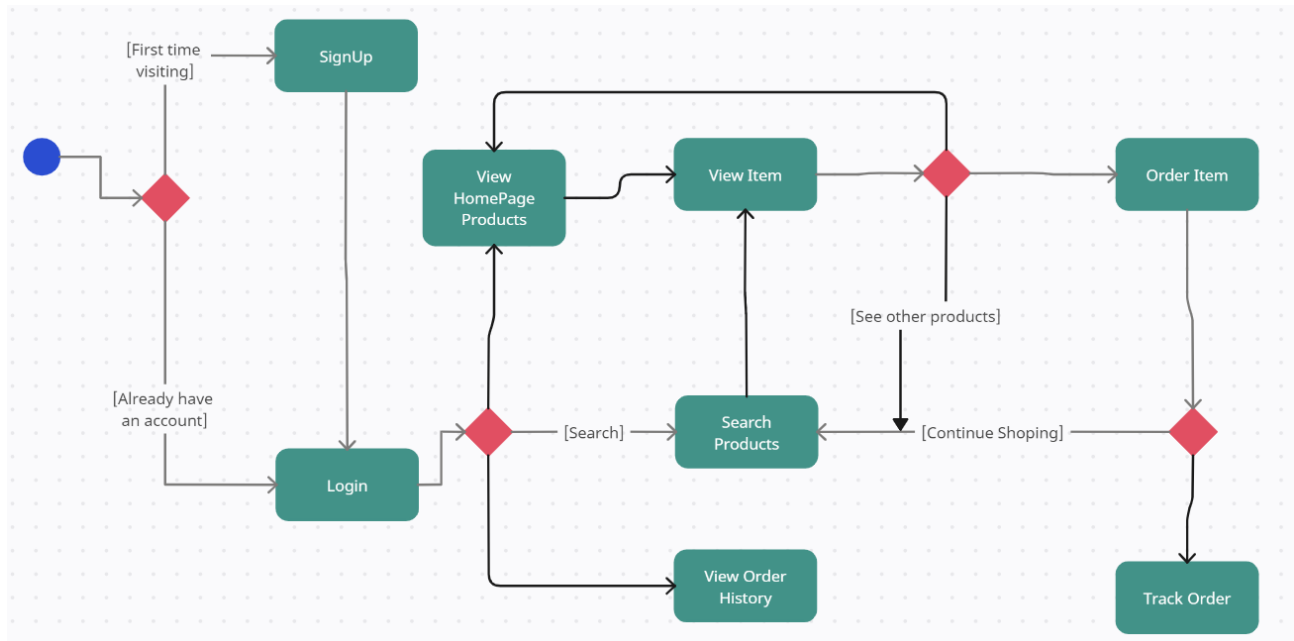 [First time
visiting]
SignUp
View
HomePage
Products
View Item
Order Item
[See other products]
[Already have
an account]
Login
[Search]
Search
Products
[Continue Shoping]
View Order
History
Track Order